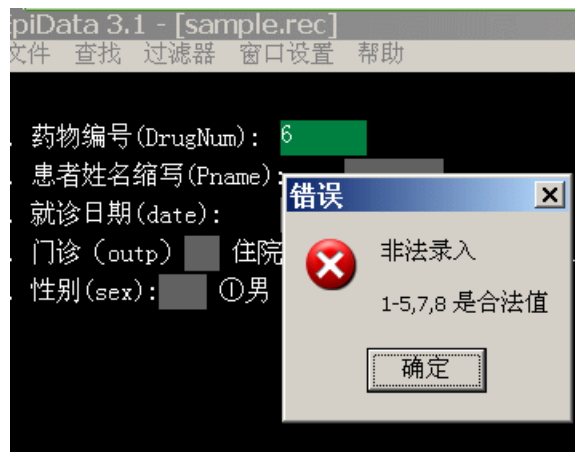 piData 3.1 - [sample.rec]
文件 查找 过滤器 窗口设置 帮助
. 药物编号(DrugNum): 6
. 患者姓名缩写(Pname):
. 就诊日期(date):
. 门诊（outp） 住院
. 性别(sex): ①男
错误
非法录入
1-5,7,8 是合法值
确定